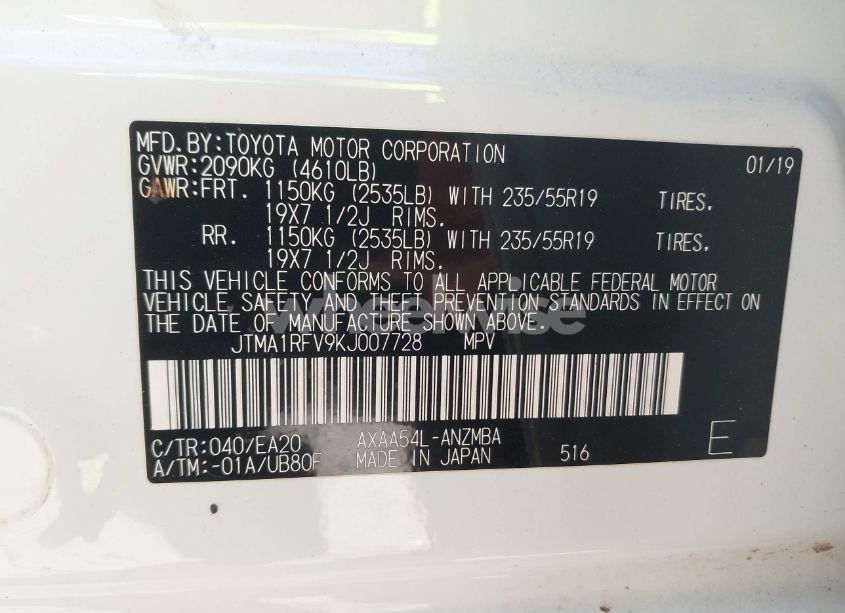 MFD.BY:TOYOTA MOTOR CORPORATION 01/19
GVWR:2090KG (4610LB)
GAWR:FRT. 1150KG (2535LB) WITH 235/55R19 TIRES.
19X7 1/2J RIMS.
RR. 1150KG (2535LB) WITH 235/55R19 TIRES.
19X7 1/2J RIMS.
THIS VEHICLE CONFORMS TO ALL APPLICABLE FEDERAL MOTOR
VEHICLE SAFETY AND THEFT PREVENTION STANDARDS IN EFFECT ON
THE DATE OF MANUFACTURE SHOWN ABOVE.
wheelwise
JTMA1RFV9KJ007728 MPV
C/TR:040/EA20 AXAA54L-ANZMBA
A/TM:-01A/UB80F MADE IN JAPAN 516 E